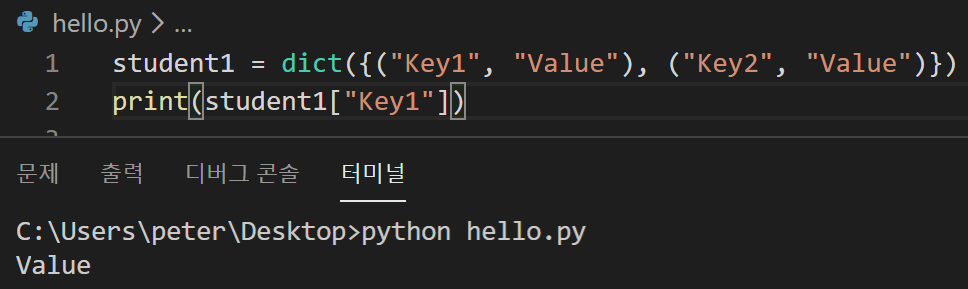 hello.py > ...
1 student1 = dict({("Key1", "Value"), ("Key2", "Value")})
2 print(student1["Key1"])
문제 출력 디버그 콘솔 터미널
C:\Users\peter\Desktop>python hello.py
Value